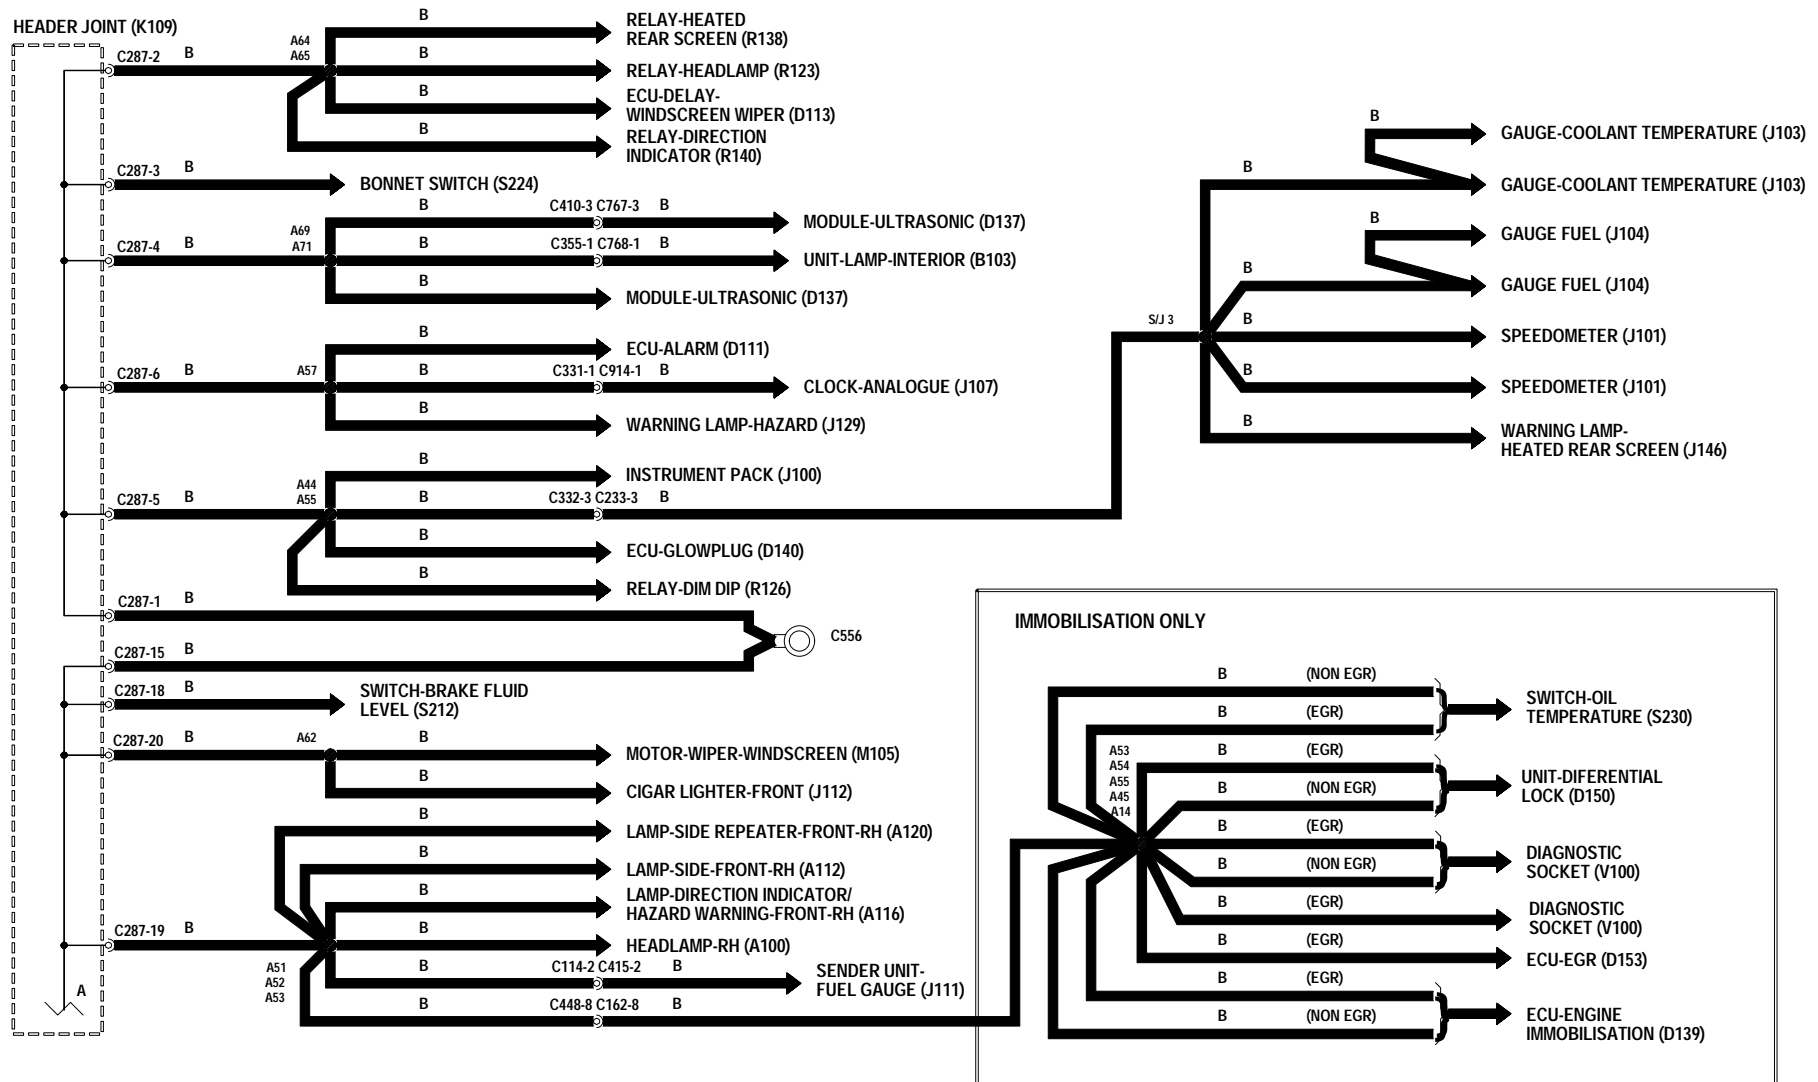 HEADER JOINT (K109)
C287-2 B
A64
A65
B
RELAY-HEATED
REAR SCREEN (R138)
B
RELAY-HEADLAMP (R123)
B
ECU-DELAY-
WINDSCREEN WIPER (D113)
B
RELAY-DIRECTION
INDICATOR (R140)
C287-3 B
BONNET SWITCH (S224)
C287-4 B
A69
A71
B C410-3 C767-3 B
MODULE-ULTRASONIC (D137)
B C355-1 C768-1 B
UNIT-LAMP-INTERIOR (B103)
B
MODULE-ULTRASONIC (D137)
C287-6 B
A57
B
ECU-ALARM (D111)
B C331-1 C914-1 B
CLOCK-ANALOGUE (J107)
B
WARNING LAMP-HAZARD (J129)
C287-5 B
A44
A55
B
INSTRUMENT PACK (J100)
B C332-3 C233-3 B
B
ECU-GLOWPLUG (D140)
B
RELAY-DIM DIP (R126)
S/J 3
B
GAUGE-COOLANT TEMPERATURE (J103)
B
GAUGE-COOLANT TEMPERATURE (J103)
B
GAUGE FUEL (J104)
B
GAUGE FUEL (J104)
B
SPEEDOMETER (J101)
SPEEDOMETER (J101)
B
WARNING LAMP-
HEATED REAR SCREEN (J146)
C287-1 B
C556
C287-15 B
C287-18 B
SWITCH-BRAKE FLUID
LEVEL (S212)
C287-20 B
A62
B
MOTOR-WIPER-WINDSCREEN (M105)
B
CIGAR LIGHTER-FRONT (J112)
B
LAMP-SIDE REPEATER-FRONT-RH (A120)
B
LAMP-SIDE-FRONT-RH (A112)
B
LAMP-DIRECTION INDICATOR/
HAZARD WARNING-FRONT-RH (A116)
C287-19 B
B
HEADLAMP-RH (A100)
A51
A52
A53
B C114-2 C415-2 B
SENDER UNIT-
FUEL GAUGE (J111)
B C448-8 C162-8 B
A
IMMOBILISATION ONLY
B (NON EGR)
SWITCH-OIL
TEMPERATURE (S230)
B (EGR)
A53
A54
A55
A45
A14
B (EGR)
UNIT-DIFERENTIAL
LOCK (D150)
B (NON EGR)
B (EGR)
DIAGNOSTIC
SOCKET (V100)
B (NON EGR)
B (EGR)
DIAGNOSTIC
SOCKET (V100)
B (EGR)
ECU-EGR (D153)
B (EGR)
ECU-ENGINE
IMMOBILISATION (D139)
B (NON EGR)